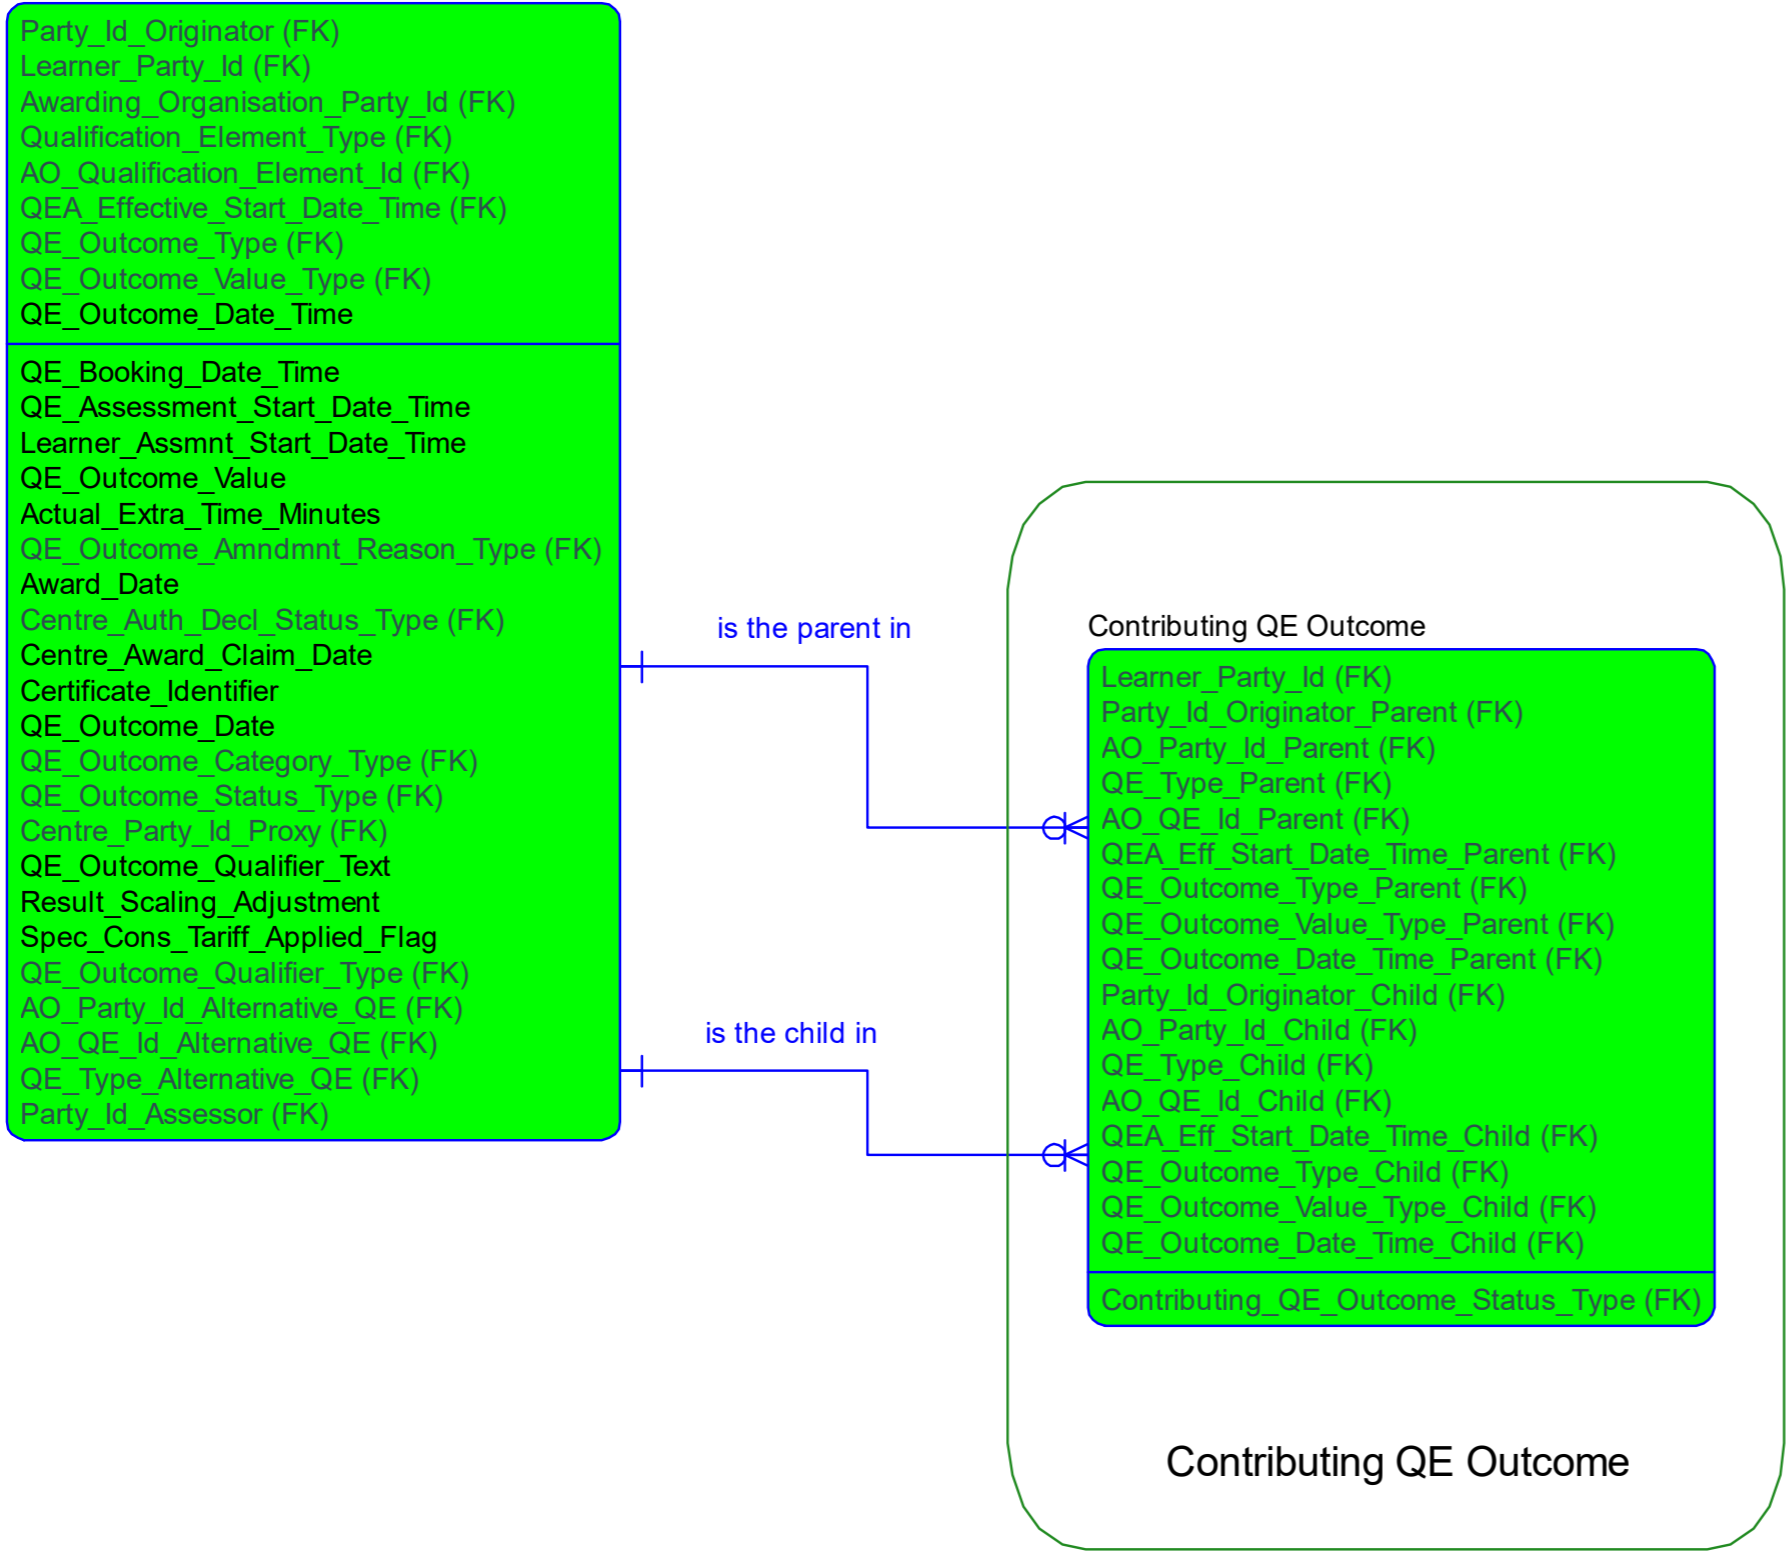 Party_Id_Originator (FK)
Learner_Party_Id (FK)
Awarding_Organisation_Party_Id (FK)
Qualification_Element_Type (FK)
AO_Qualification_Element_Id (FK)
QEA_Effective_Start_Date_Time (FK)
QE_Outcome_Type (FK)
QE_Outcome_Value_Type (FK)
QE_Outcome_Date_Time
QE_Booking_Date_Time
QE_Assessment_Start_Date_Time
Learner_Assmnt_Start_Date_Time
QE_Outcome_Value
Actual_Extra_Time_Minutes
QE_Outcome_Amndmnt_Reason_Type (FK)
Award_Date
Centre_Auth_Decl_Status_Type (FK)
Centre_Award_Claim_Date
Certificate_Identifier
QE_Outcome_Date
QE_Outcome_Category_Type (FK)
QE_Outcome_Status_Type (FK)
Centre_Party_Id_Proxy (FK)
QE_Outcome_Qualifier_Text
Result_Scaling_Adjustment
Spec_Cons_Tariff_Applied_Flag
QE_Outcome_Qualifier_Type (FK)
AO_Party_Id_Alternative_QE (FK)
AO_QE_Id_Alternative_QE (FK)
QE_Type_Alternative_QE (FK)
Party_Id_Assessor (FK)
is the parent in
is the child in
Contributing QE Outcome
Learner_Party_Id (FK)
Party_Id_Originator_Parent (FK)
AO_Party_Id_Parent (FK)
QE_Type_Parent (FK)
AO_QE_Id_Parent (FK)
QEA_Eff_Start_Date_Time_Parent (FK)
QE_Outcome_Type_Parent (FK)
QE_Outcome_Value_Type_Parent (FK)
QE_Outcome_Date_Time_Parent (FK)
Party_Id_Originator_Child (FK)
AO_Party_Id_Child (FK)
QE_Type_Child (FK)
AO_QE_Id_Child (FK)
QEA_Eff_Start_Date_Time_Child (FK)
QE_Outcome_Type_Child (FK)
QE_Outcome_Value_Type_Child (FK)
QE_Outcome_Date_Time_Child (FK)
Contributing_QE_Outcome_Status_Type (FK)
Contributing QE Outcome